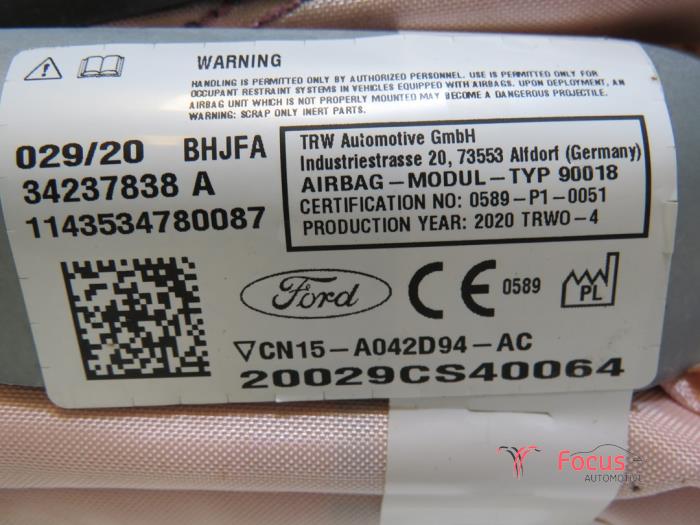 WARNING
HANDLING IS PERMITTED ONLY BY AUTHORIZED PERSONNEL. USE IS PERMITTED ONLY FOR
OCCUPANT RESTRAINT SYSTEMS IN VEHICLES EQUIPPED WITH AIRBAGS. UPON DEPLOYMENT, AN
AIRBAG UNIT WHICH IS NOT PROPERLY MOUNTED MAY BECOME A DANGEROUS PROJECTILE.
WARNING: SCRAP ONLY INERT PARTS.
029/20 BHJFA
34237838 A
1143534780087
TRW Automotive GmbH
Industriestrasse 20, 73553 Alfdorf (Germany)
AIRBAG-MODUL-TYP 90018
CERTIFICATION NO: 0589-P1-0051
PRODUCTION YEAR: 2020 TRWO-4
Ford
CE 0589
PL
▽CN15-A042D94-AC
20029CS40064
Focus
AUTOMOTIVE